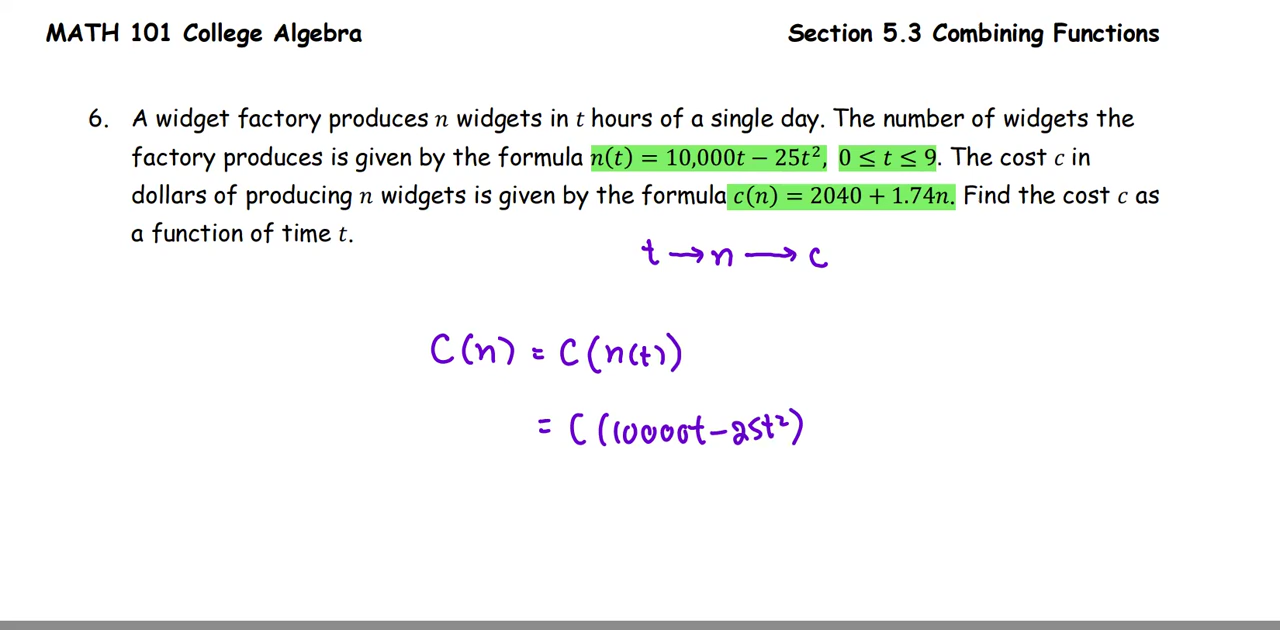 MATH 101 College Algebra Section 5.3 Combining Functions
6. A widget factory produces n widgets in t hours of a single day. The number of widgets the
factory produces is given by the formula n(t) = 10,000t − 25t², 0 ≤ t ≤ 9. The cost c in
dollars of producing n widgets is given by the formula c(n) = 2040 + 1.74n. Find the cost c as
a function of time t.
t → n → c
C(n) = C(n(t))
= C(10000t − 25t²)